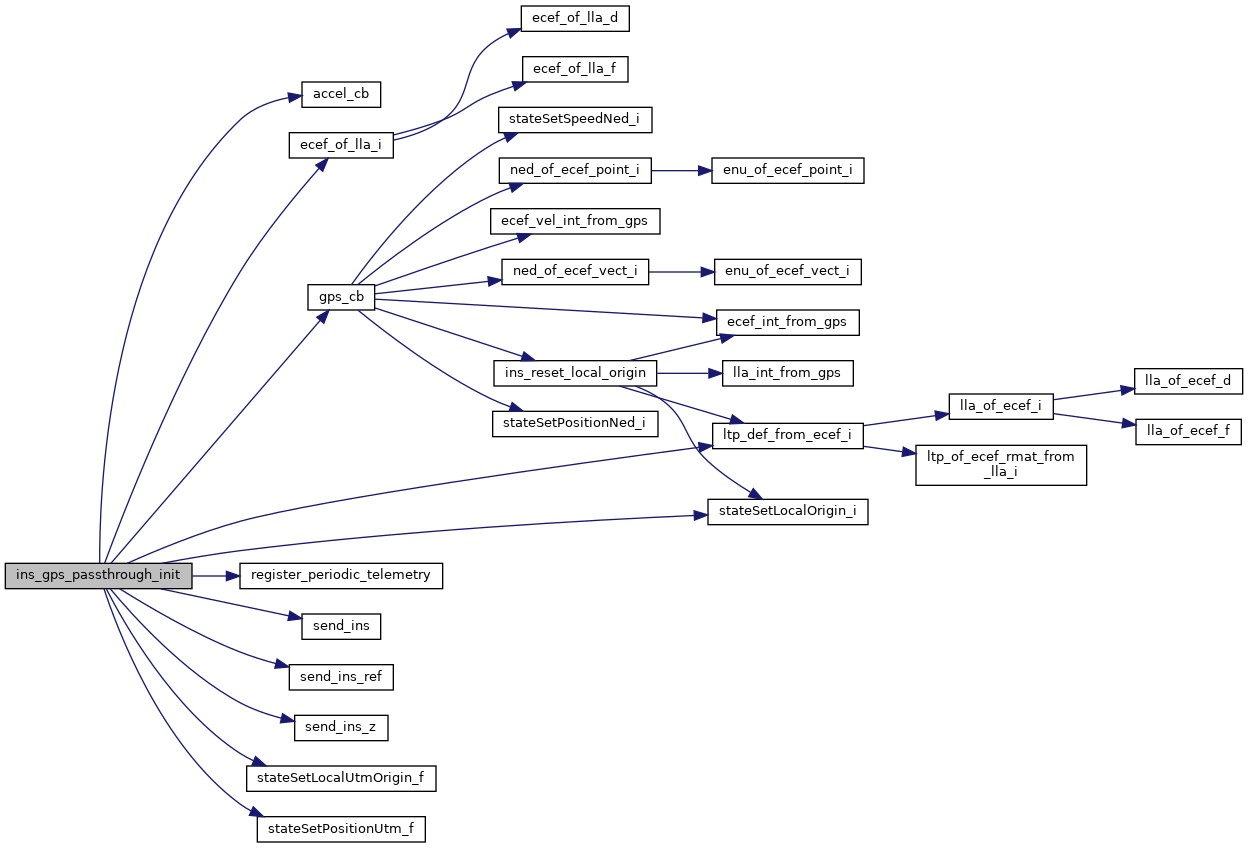 ecef_of_lla_d
ecef_of_lla_f
accel_cb
stateSetSpeedNed_i
ecef_of_lla_i
ned_of_ecef_point_i
enu_of_ecef_point_i
ecef_vel_int_from_gps
ned_of_ecef_vect_i
enu_of_ecef_vect_i
gps_cb
ecef_int_from_gps
ins_reset_local_origin
lla_int_from_gps
lla_of_ecef_d
lla_of_ecef_i
stateSetPositionNed_i
lla_of_ecef_f
ltp_def_from_ecef_i
ltp_of_ecef_rmat_from
_lla_i
stateSetLocalOrigin_i
ins_gps_passthrough_init
register_periodic_telemetry
send_ins
send_ins_ref
send_ins_z
stateSetLocalUtmOrigin_f
stateSetPositionUtm_f